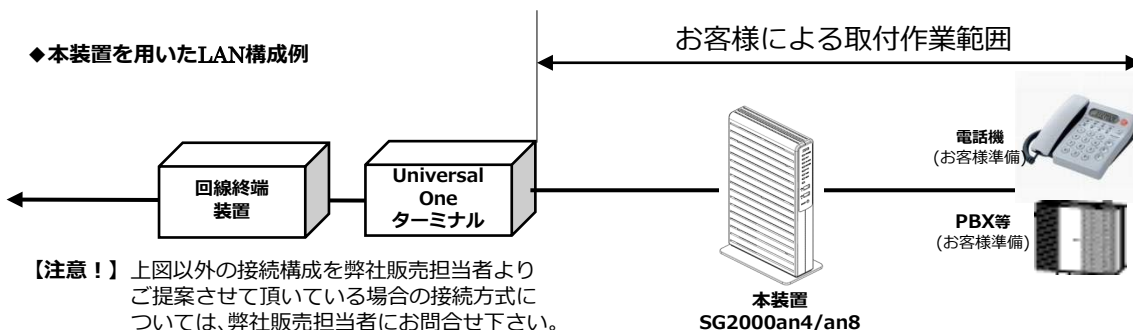 ◆本装置を用いたLAN構成例
お客様による取付作業範囲
回線終端
装置
Universal
One
ターミナル
電話機
(お客様準備)
PBX等
(お客様準備)
【注意！】上図以外の接続構成を弊社販売担当者より
ご提案させて頂いている場合の接続方式に
ついては、弊社販売担当者にお問合せ下さい。
本装置
SG2000an4/an8